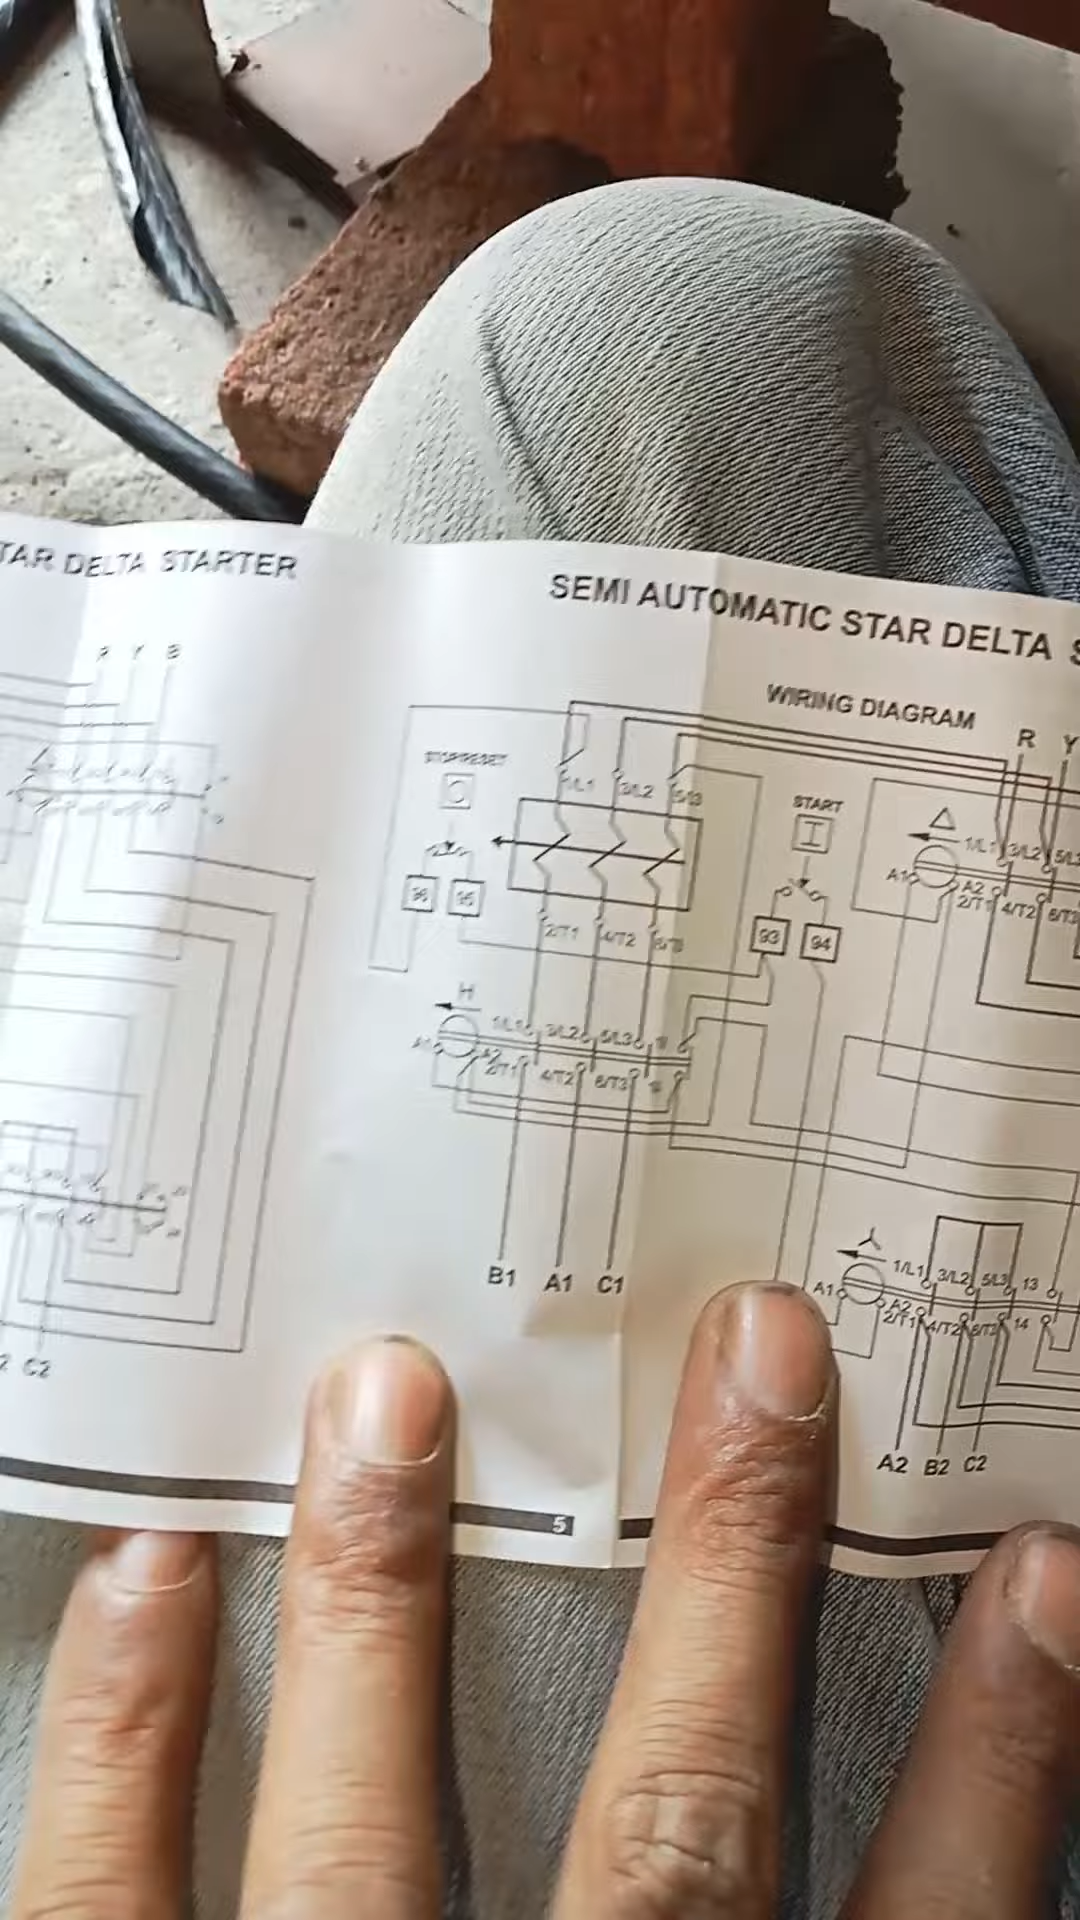 TAR DELTA STARTER
R Y B
2 C2
5
SEMI AUTOMATIC STAR DELTA
WIRING DIAGRAM
R Y
STOP/RESET
1/L1 3/L2 5/L3
96 95
2/T1 4/T2 6/T3
START
I
93 94
Δ
1/L1 3/L2 5/L3
A1 A2
2/T1 4/T2 6/T3
H
1/L1 3/L2 5/L3
A1 A2
2/T1 4/T2 6/T3
B1 A1 C1
1/L1 3/L2 5/L3 13
A1 A2
2/T1 4/T2 6/T3 14
A2 B2 C2